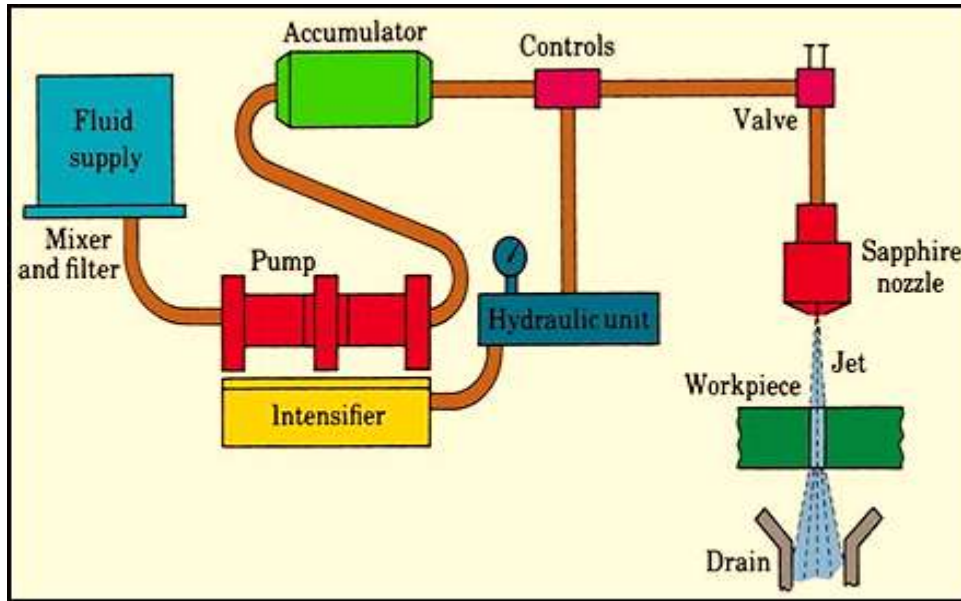 Accumulator
Controls
Fluid
supply
Valve
Mixer
and filter
Pump
Sapphire
nozzle
Hydraulic unit
Jet
Workpiece
Intensifier
Drain